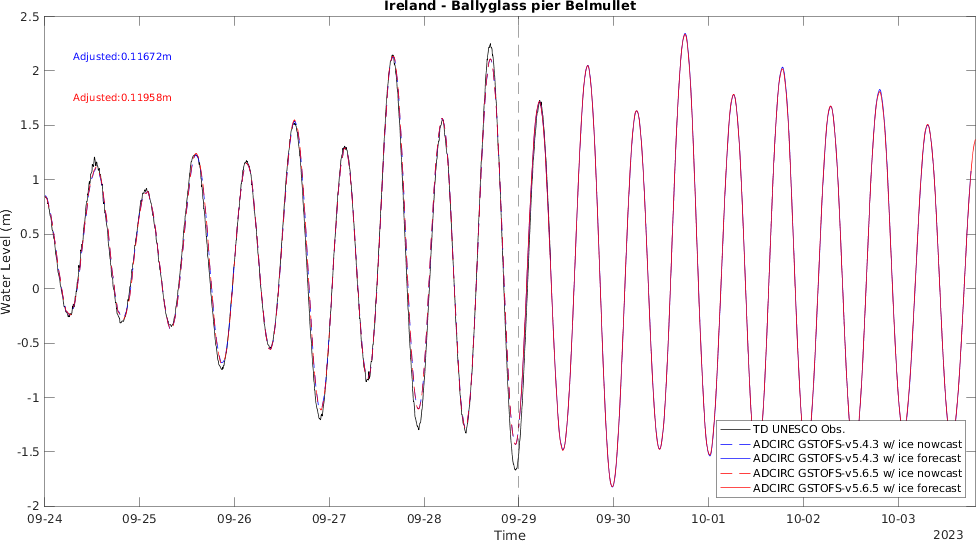 Ireland - Ballyglass pier Belmullet
2.5
2
1.5
1
0.5
0
-0.5
-1
-1.5
-2
Water Level (m)
Adjusted:0.11672m
Adjusted:0.11958m
TD UNESCO Obs.
ADCIRC GSTOFS-v5.4.3 w/ ice nowcast
ADCIRC GSTOFS-v5.4.3 w/ ice forecast
ADCIRC GSTOFS-v5.6.5 w/ ice nowcast
ADCIRC GSTOFS-v5.6.5 w/ ice forecast
09-24 09-25 09-26 09-27 09-28 09-29 09-30 10-01 10-02 10-03
Time
2023